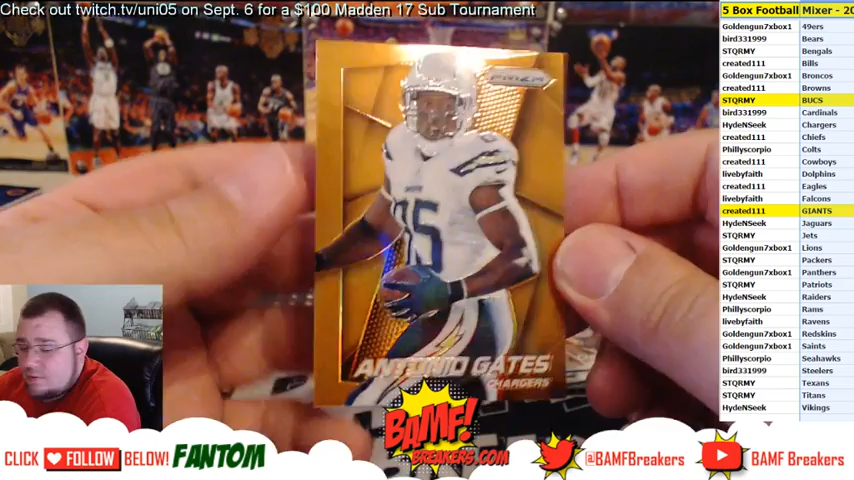 Check out twitch.tv/uni05 on Sept. 6 for a $100 Madden 17 Sub Tournament
5 Box Football Mixer - 20
Goldengun7xbox1 49ers
bird331999 Bears
STQRMY Bengals
created111 Bills
Goldengun7xbox1 Broncos
created111 Browns
STQRMY BUCS
bird331999 Cardinals
HydeNSeek Chargers
created111 Chiefs
Phillyscorpio Colts
created111 Cowboys
livebyfaith Dolphins
created111 Eagles
livebyfaith Falcons
created111 GIANTS
HydeNSeek Jaguars
STQRMY Jets
Goldengun7xbox1 Lions
STQRMY Packers
Goldengun7xbox1 Panthers
STQRMY Patriots
HydeNSeek Raiders
Phillyscorpio Rams
livebyfaith Ravens
Goldengun7xbox1 Redskins
Goldengun7xbox1 Saints
Phillyscorpio Seahawks
bird331999 Steelers
STQRMY Texans
STQRMY Titans
HydeNSeek Vikings
PRIZM
85
ANTONIO GATES
CHARGERS
BAMF!
BREAKERS.COM
CLICK FOLLOW BELOW! FANTOM
@BAMFBreakers
BAMF Breakers